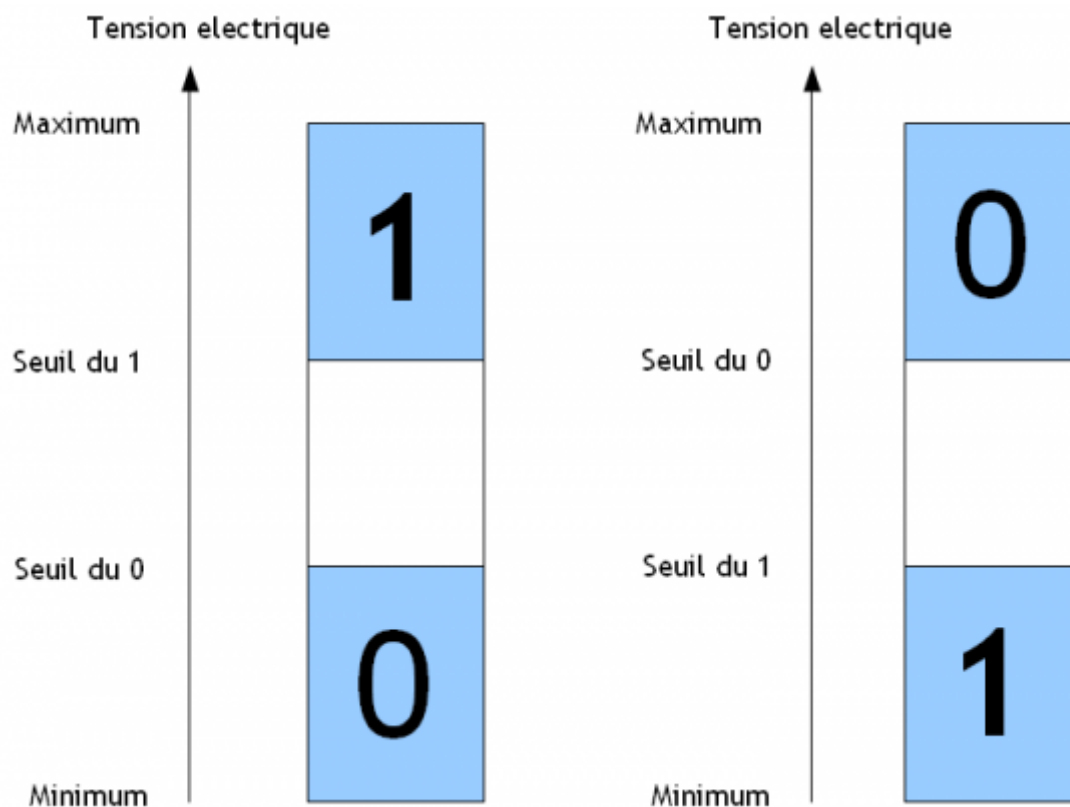 Tension electrique
Maximum
1
Seuil du 1
Seuil du 0
0
Minimum
Tension electrique
Maximum
0
Seuil du 0
Seuil du 1
1
Minimum